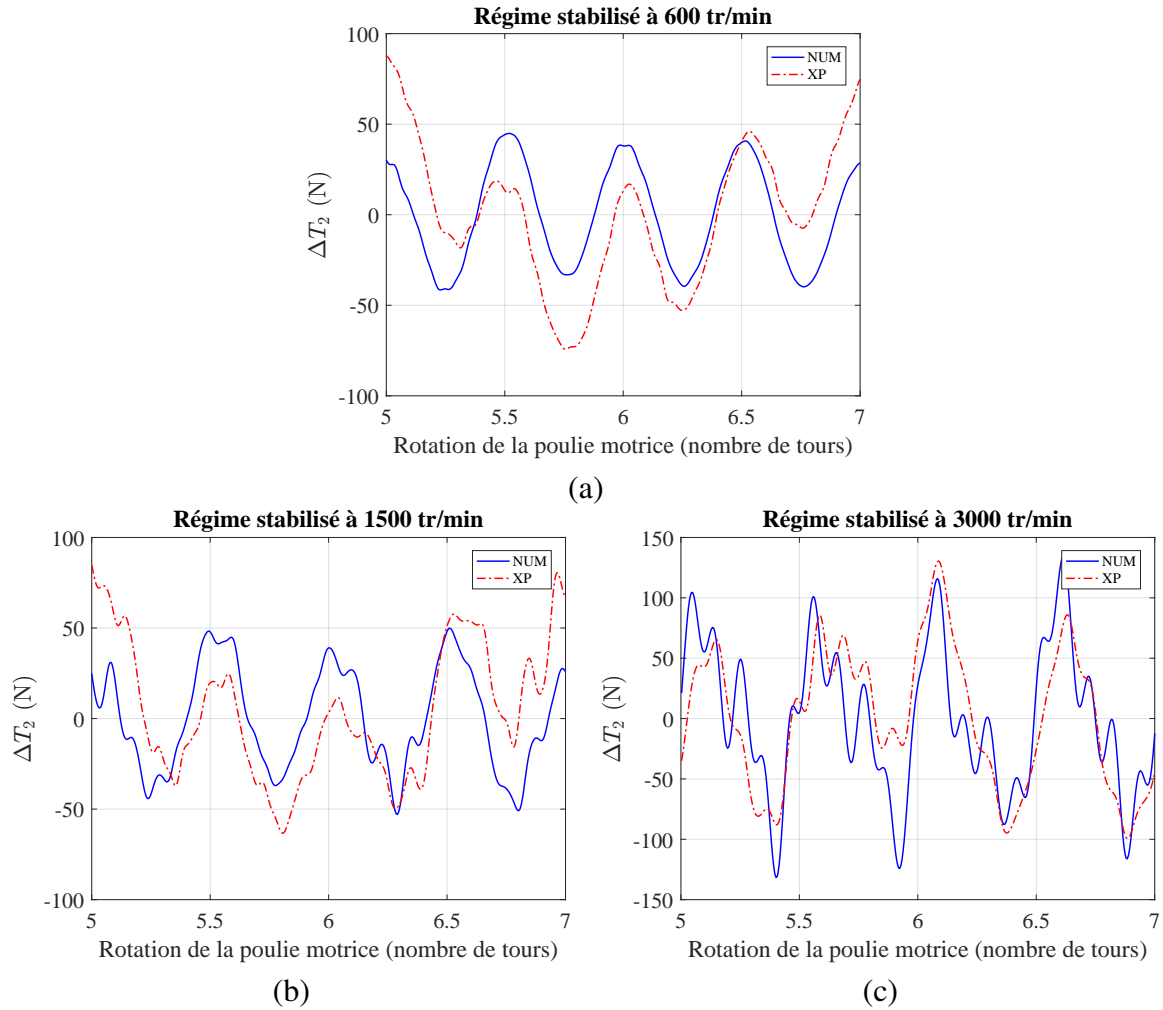 Régime stabilisé à 600 tr/min
NUM
XP
100
50
0
-50
-100
ΔT₂ (N)
5
5.5
6
6.5
7
Rotation de la poulie motrice (nombre de tours)
(a)
Régime stabilisé à 1500 tr/min
NUM
XP
100
50
0
-50
-100
ΔT₂ (N)
5
5.5
6
6.5
7
Rotation de la poulie motrice (nombre de tours)
(b)
Régime stabilisé à 3000 tr/min
NUM
XP
150
100
50
0
-50
-100
-150
ΔT₂ (N)
5
5.5
6
6.5
7
Rotation de la poulie motrice (nombre de tours)
(c)